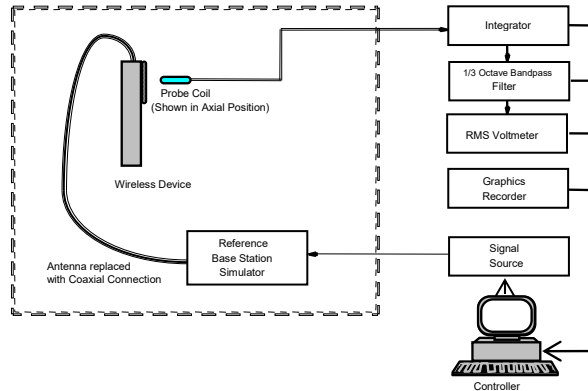 Integrator
1/3 Octave Bandpass
Filter
RMS Voltmeter
Graphics
Recorder
Probe Coil
(Shown in Axial Position)
Wireless Device
Reference
Base Station
Simulator
Antenna replaced
with Coaxial Connection
Signal
Source
Controller